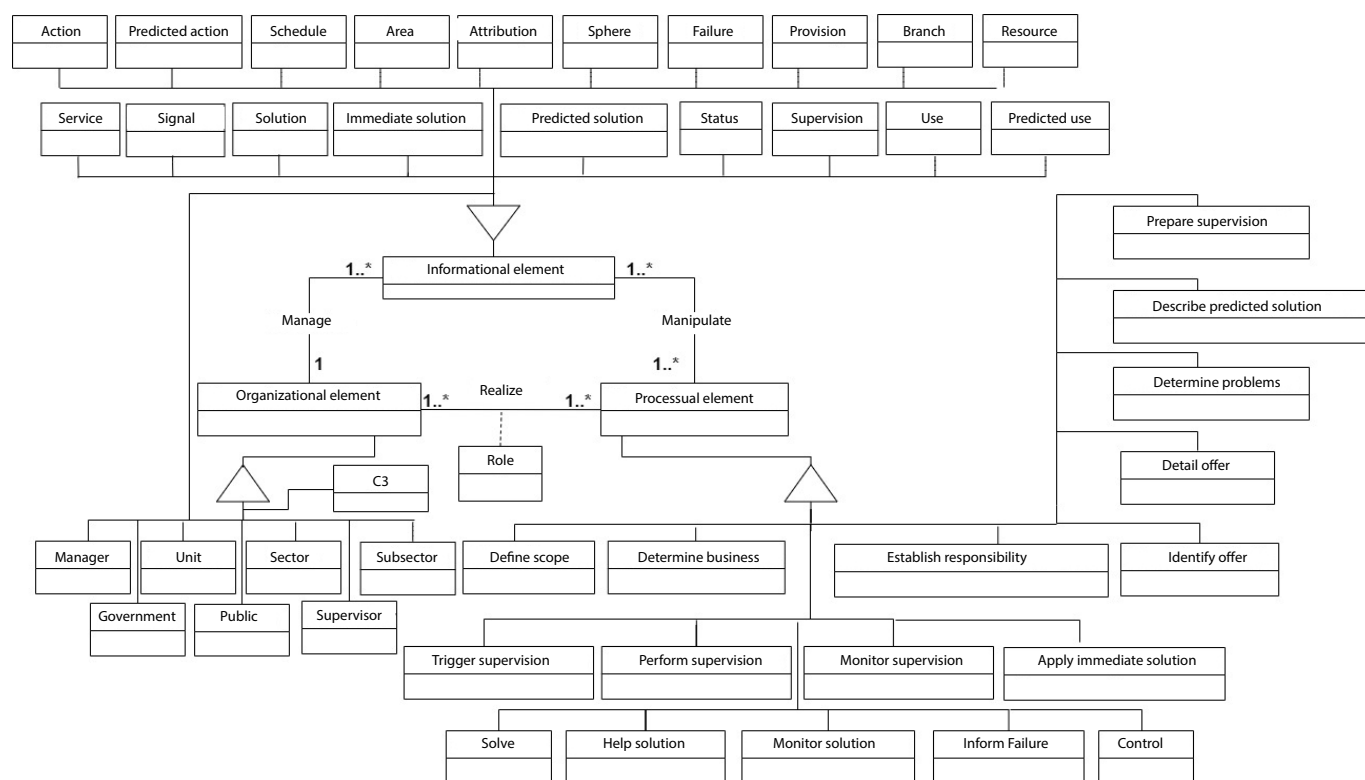 Action
Predicted action
Schedule
Area
Attribution
Sphere
Failure
Provision
Branch
Resource
Service
Signal
Solution
Immediate solution
Predicted solution
Status
Supervision
Use
Predicted use
Prepare supervision
Informational element
1..*
1..*
Describe predicted solution
Manage
Manipulate
1
1..*
Determine problems
Organizational element
Realize
Processual element
1..*
1..*
Role
Detail offer
C3
Manager
Unit
Sector
Subsector
Define scope
Determine business
Establish responsibility
Identify offer
Government
Public
Supervisor
Trigger supervision
Perform supervision
Monitor supervision
Apply immediate solution
Solve
Help solution
Monitor solution
Inform Failure
Control